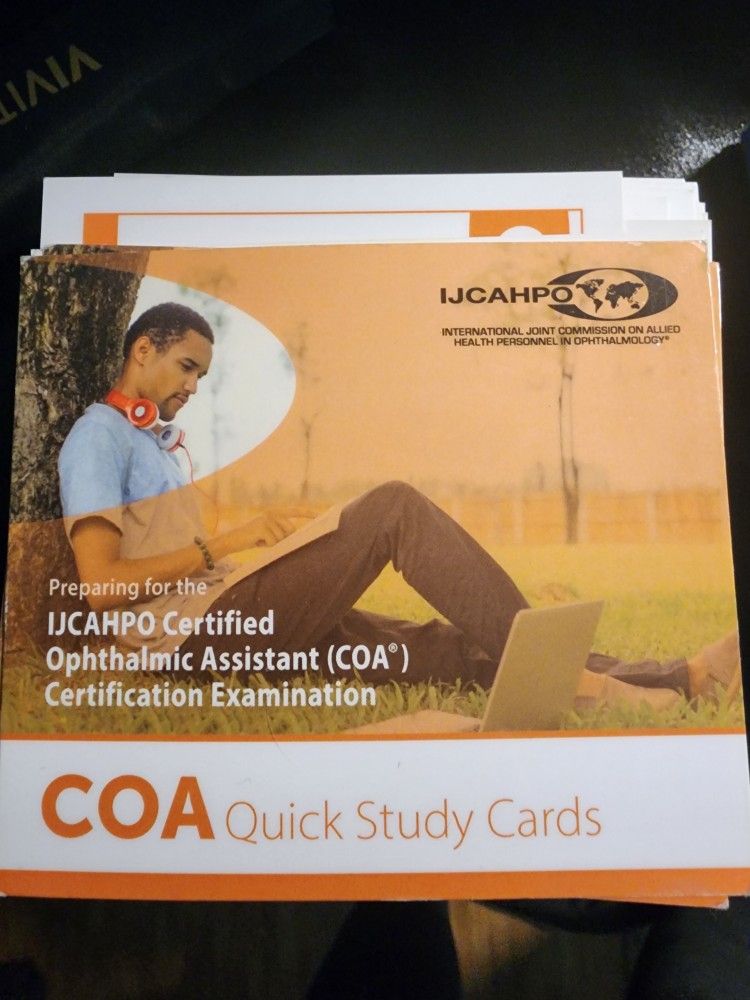 IJCAHPO
INTERNATIONAL JOINT COMMISSION ON ALLIED
HEALTH PERSONNEL IN OPHTHALMOLOGY®
Preparing for the
IJCAHPO Certified
Ophthalmic Assistant (COA®)
Certification Examination
COA Quick Study Cards